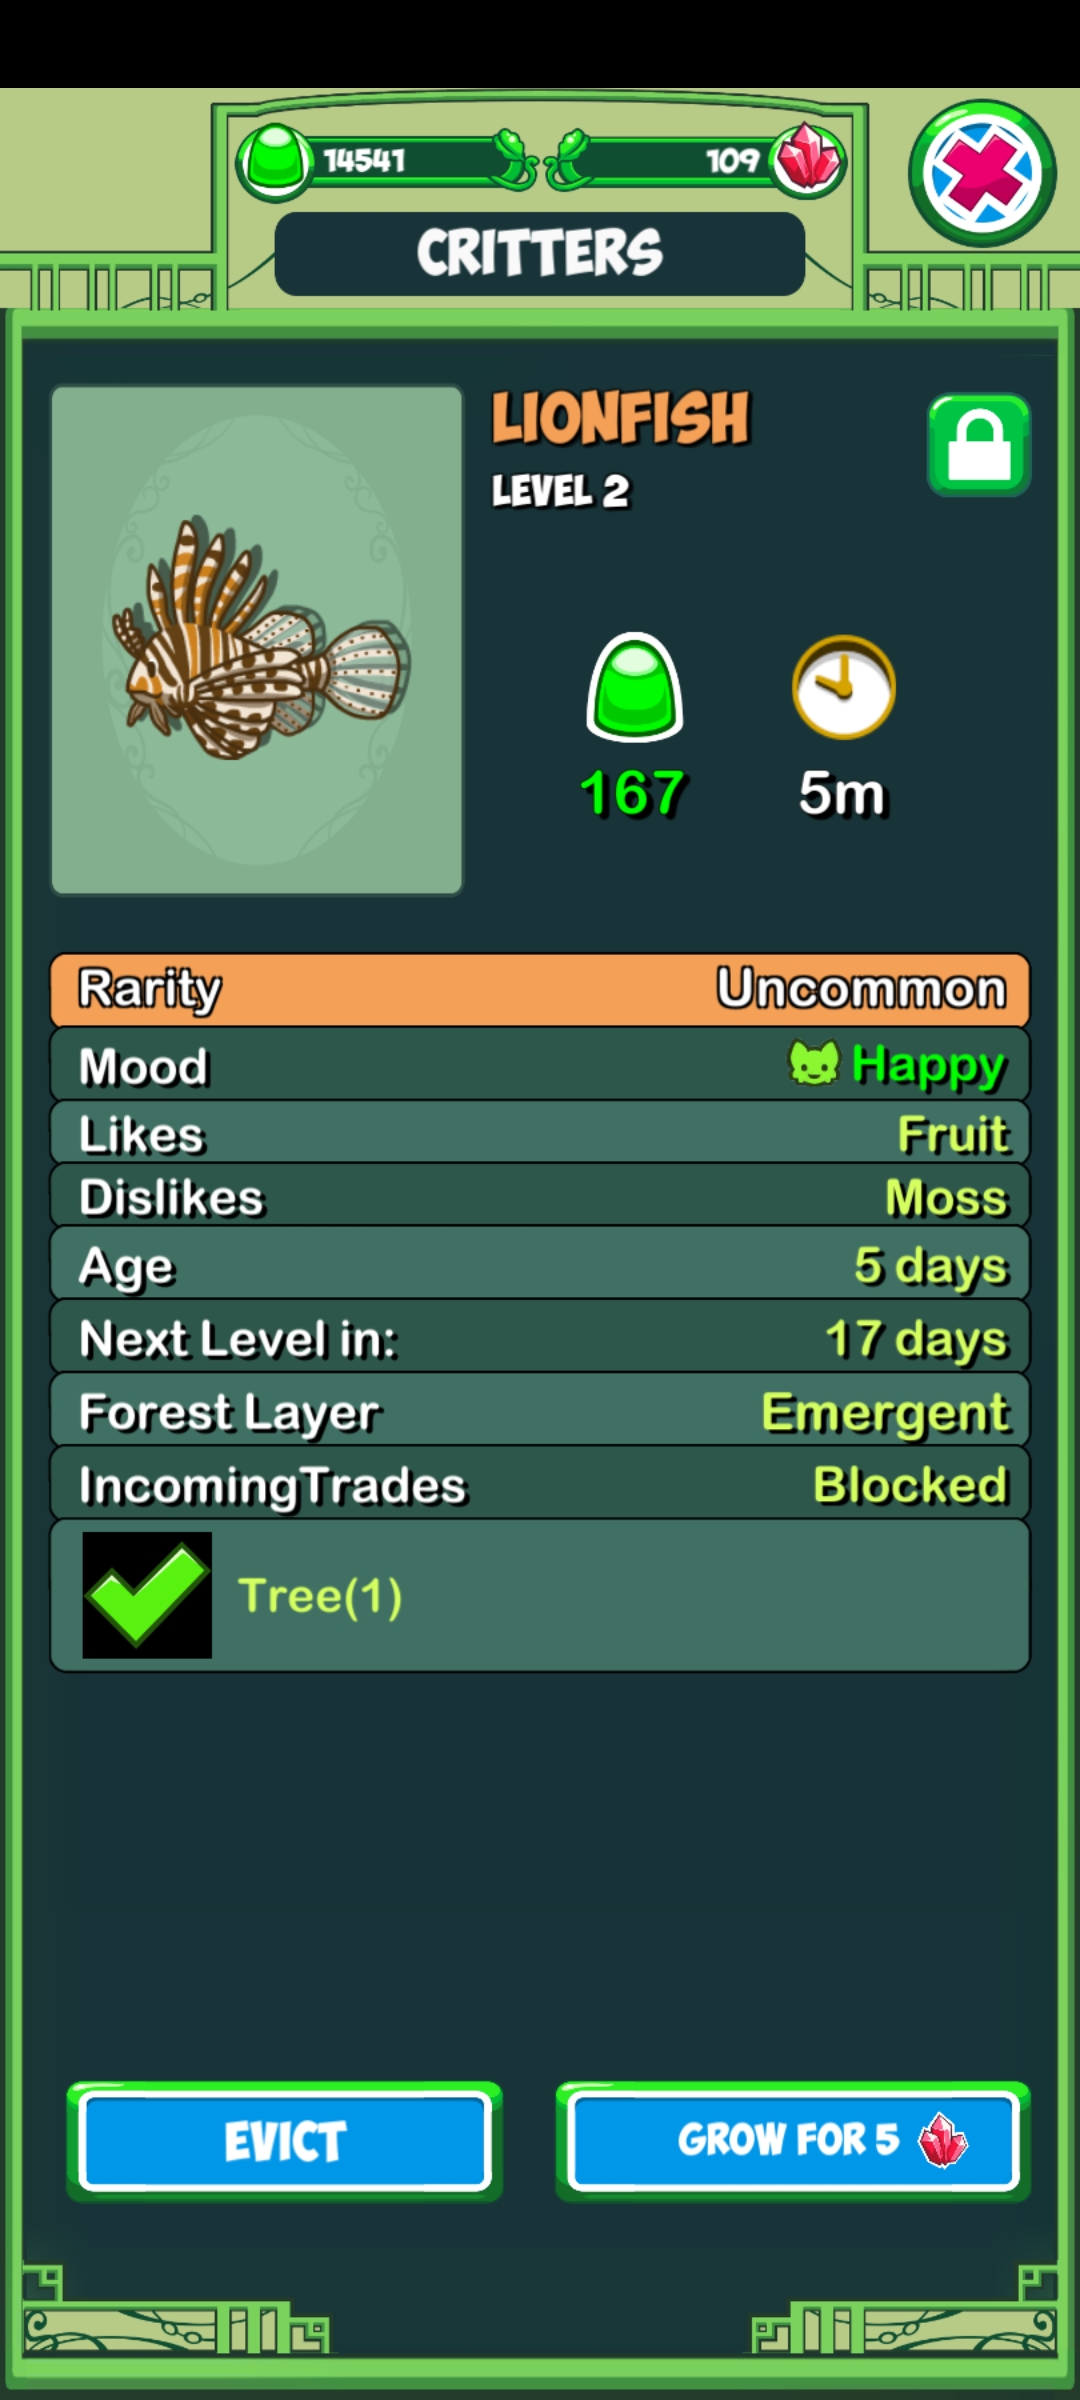 14541
109
CRITTERS
LIONFISH
LEVEL 2
167
5m
Rarity Uncommon
Mood Happy
Likes Fruit
Dislikes Moss
Age 5 days
Next Level in: 17 days
Forest Layer Emergent
IncomingTrades Blocked
Tree(1)
EVICT
GROW FOR 5